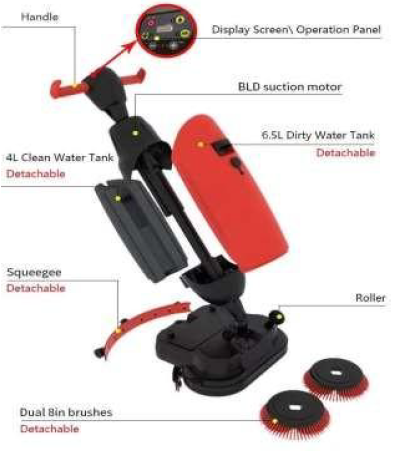 Handle
Display Screen\ Operation Panel
BLD suction motor
6.5L Dirty Water Tank
Detachable
4L Clean Water Tank
Detachable
Squeegee
Detachable
Roller
Dual 8in brushes
Detachable